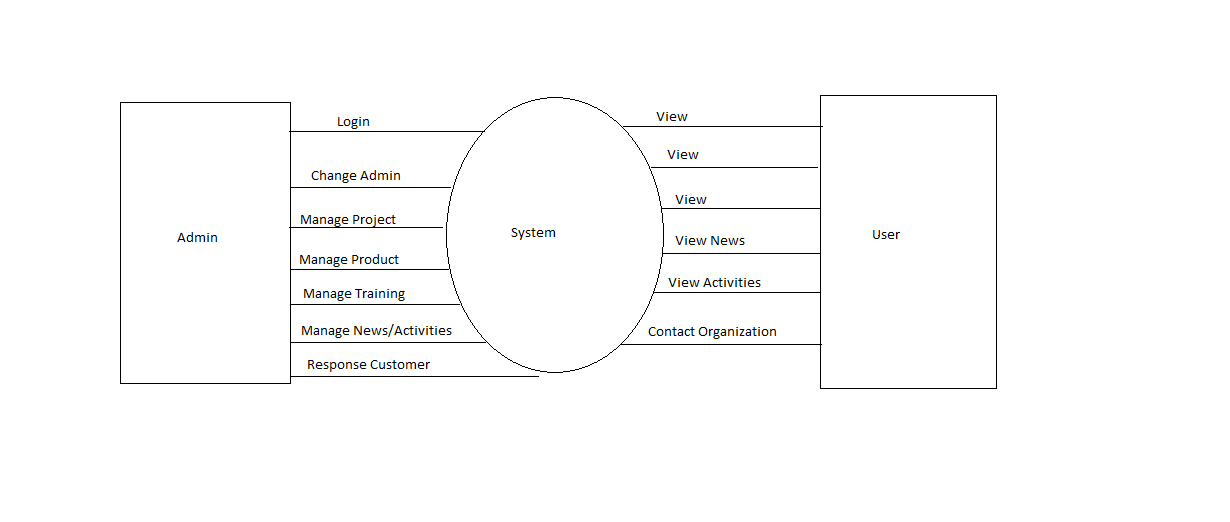 Admin
Login
Change Admin
Manage Project
Manage Product
Manage Training
Manage News/Activities
Response Customer
System
View
View
View
View News
View Activities
Contact Organization
User